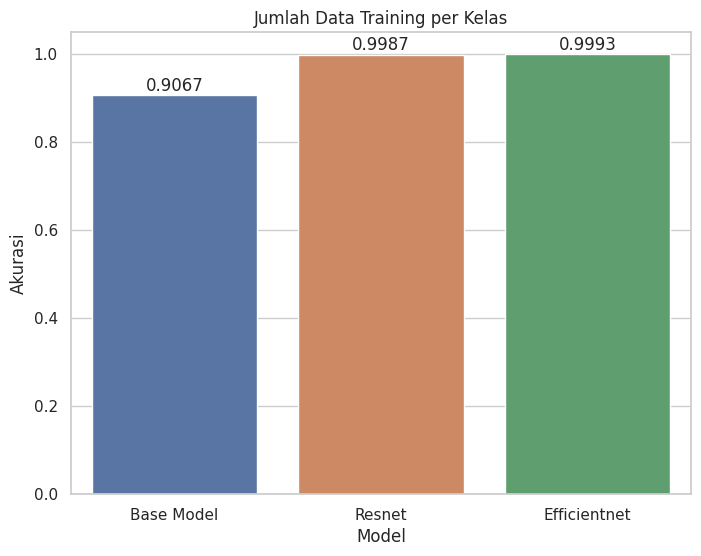 Jumlah Data Training per Kelas
0.9067
0.9987
0.9993
1.0
0.8
0.6
0.4
0.2
0.0
Akurasi
Base Model
Resnet
Efficientnet
Model